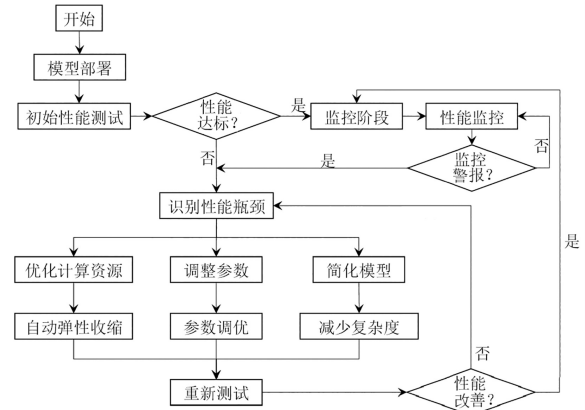 开始
模型部署
初始性能测试
性能
达标？
是
监控阶段
性能监控
否
监控
警报？
是
否
识别性能瓶颈
是
优化计算资源
调整参数
简化模型
自动弹性收缩
参数调优
减少复杂度
否
重新测试
性能
改善？